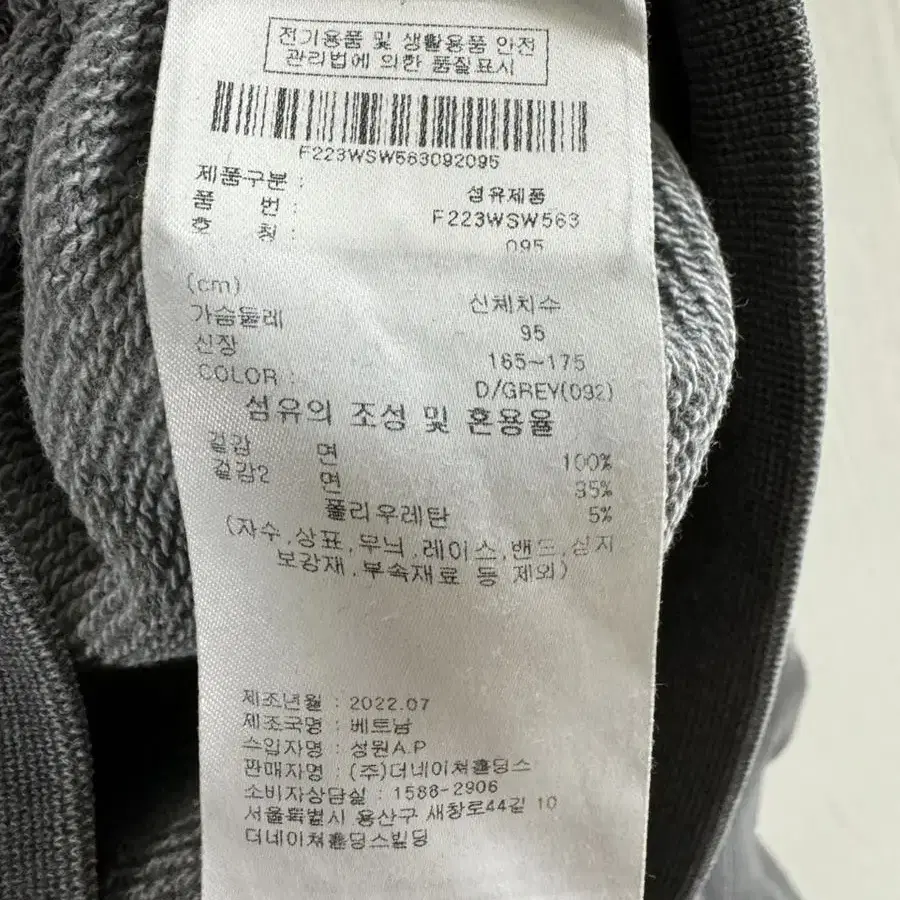 전기용품 및 생활용품 안전
관리법에 의한 품질표시
F223WSW563092095
제품구분 : 섬유제품
품 번 : F223WSW563
호 칭 : 095
(cm) 신체치수
가슴둘레 95
신장 165~175
COLOR : D/GREY(092)
섬유의 조성 및 혼용율
겉감 면 100%
겉감2 면 95%
폴리우레탄 5%
(자수,상표,무늬,레이스,밴드,심지
보강재,부속재료 등 제외)
제조년월 : 2022.07
제조국명 : 베트남
수입자명 : 성원A.P
판매자명 : (주)더네이쳐홀딩스
소비자상담실 : 1588-2906
서울특별시 용산구 새창로44길 10
더네이쳐홀딩스빌딩